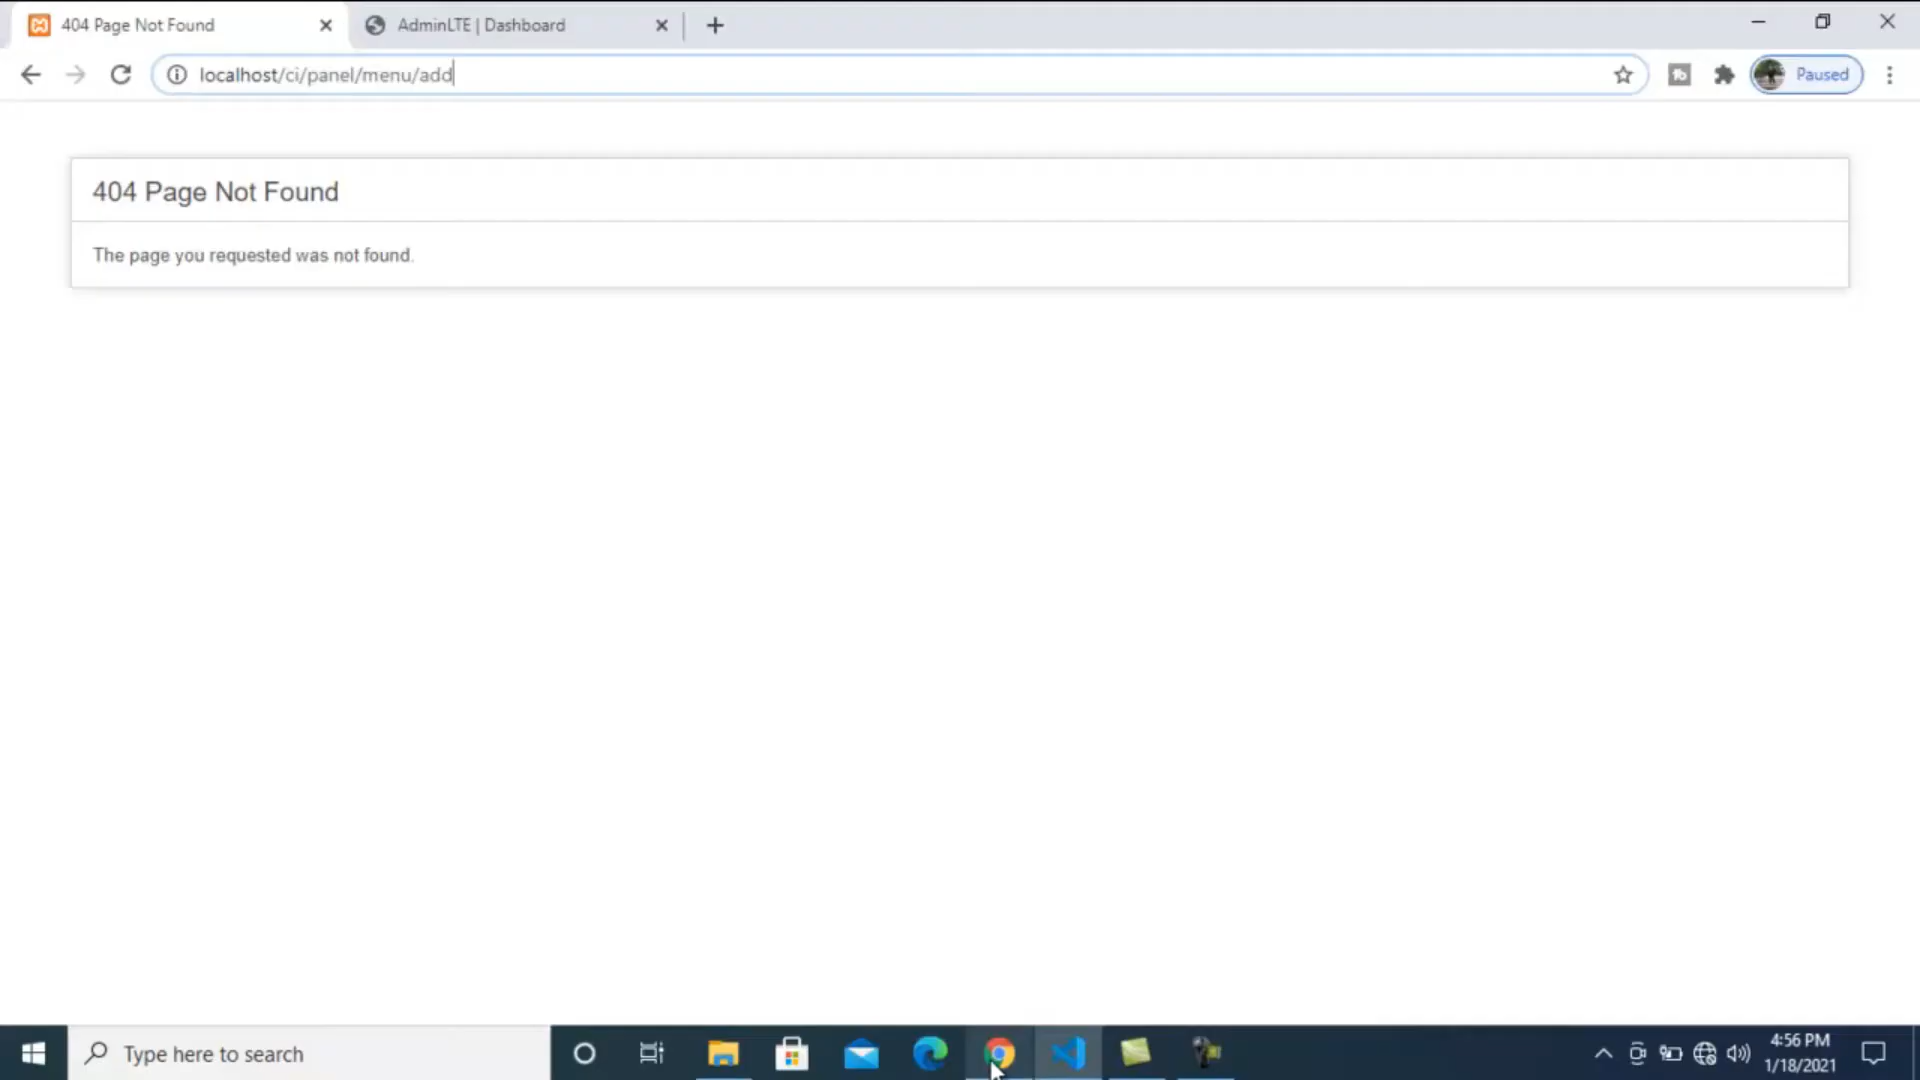 404 Page Not Found
AdminLTE | Dashboard
localhost/ci/panel/menu/add
Paused
404 Page Not Found
The page you requested was not found.
Type here to search
4:56 PM
1/18/2021